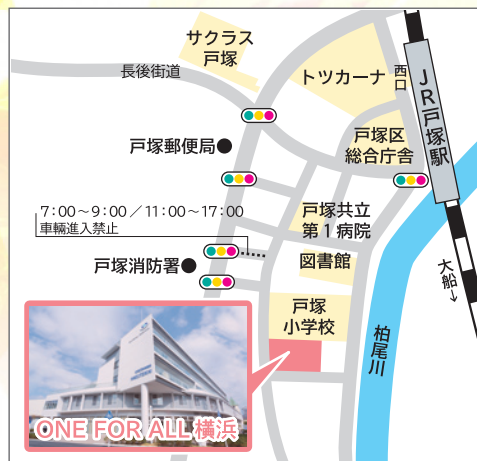 サクラス
戸塚
長後街道
トツカーナ
西口
JR戸塚駅
戸塚郵便局
戸塚区
総合庁舎
7:00〜9:00/11:00〜17:00
車輌進入禁止
戸塚共立
第1病院
戸塚消防署
図書館
大船↓
戸塚
小学校
柏尾川
ONE FOR ALL 横浜